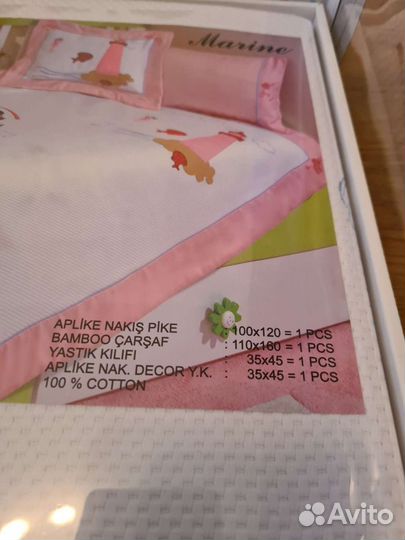 Marine
APLİKE NAKIŞ PİKE : 100x120 = 1 PCS
BAMBOO ÇARŞAF : 110x160 = 1 PCS
YASTIK KILIFI : 35x45 = 1 PCS
APLİKE NAK. DECOR Y.K. : 35x45 = 1 PCS
100 % COTTON
Avito